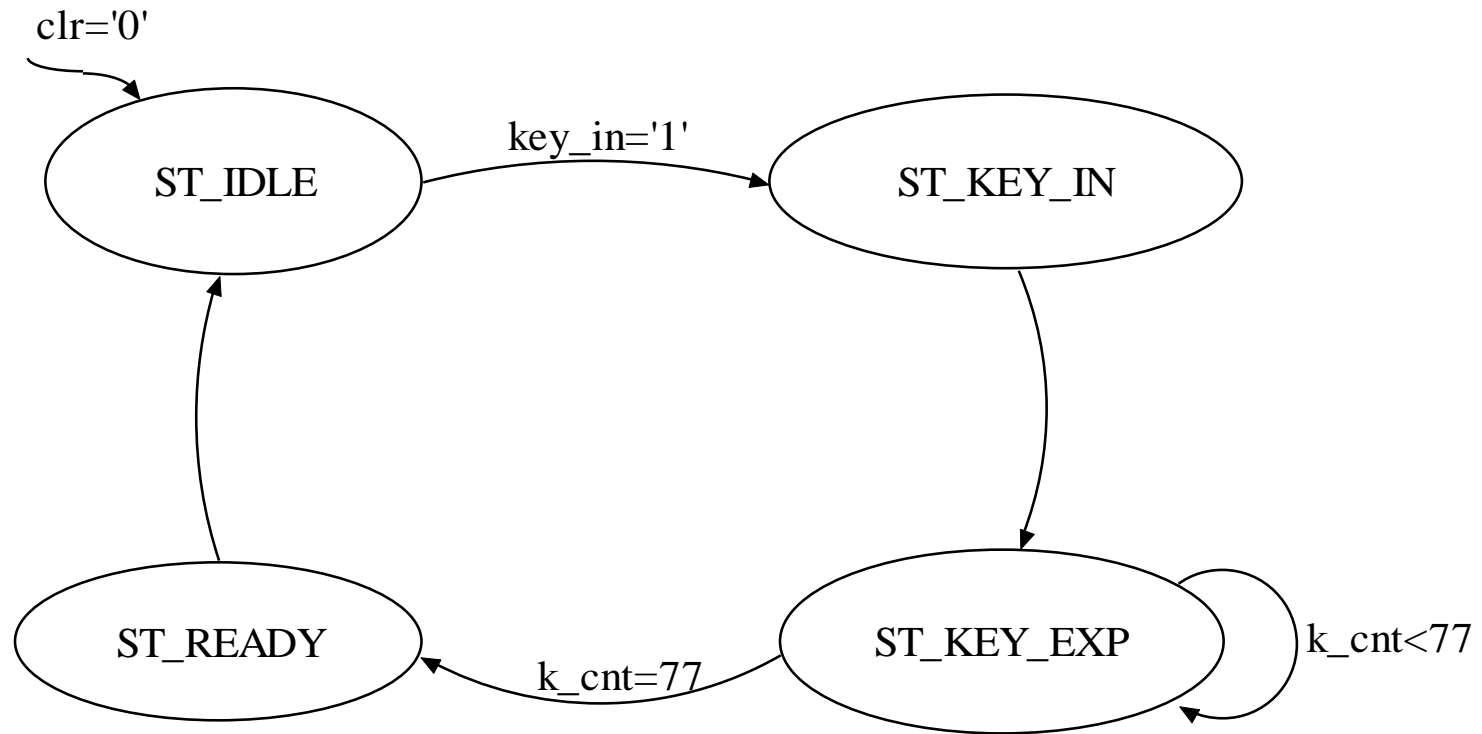 clr='0'
key_in='1'
ST_IDLE
ST_KEY_IN
ST_READY
ST_KEY_EXP
k_cnt<77
k_cnt=77